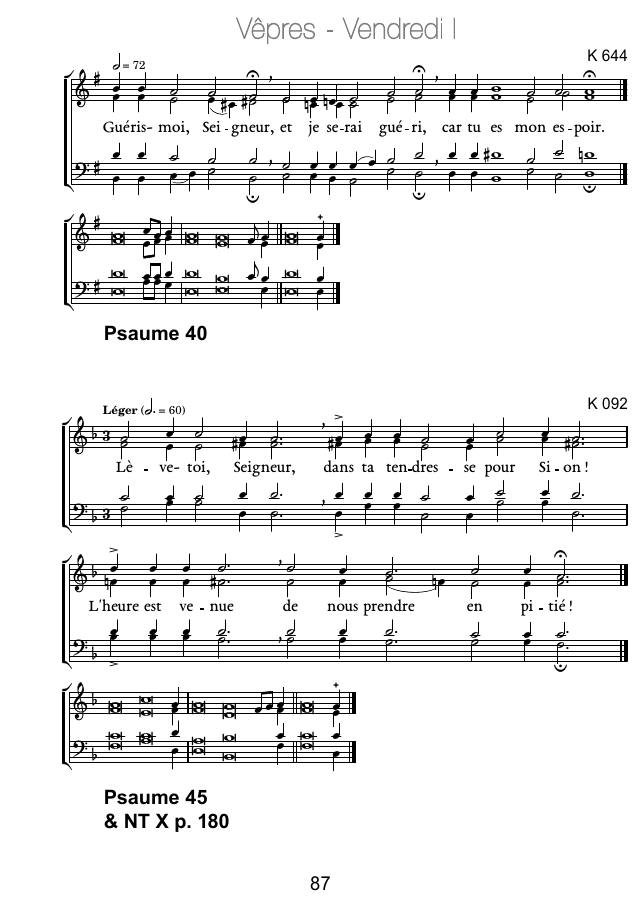 Vêpres - Vendredi I
K 644
𝅗𝅥 = 72
Guéris-moi, Sei-gneur, et je se-rai gué-ri, car tu es mon es-poir.
Psaume 40
K 092
Léger (𝅗𝅥. = 60)
3
Lè - ve-toi, Seigneur, dans ta ten-dres-se pour Si-on !
3
L'heure est ve-nue de nous prendre en pi-tié !
Psaume 45
& NT X p. 180
87